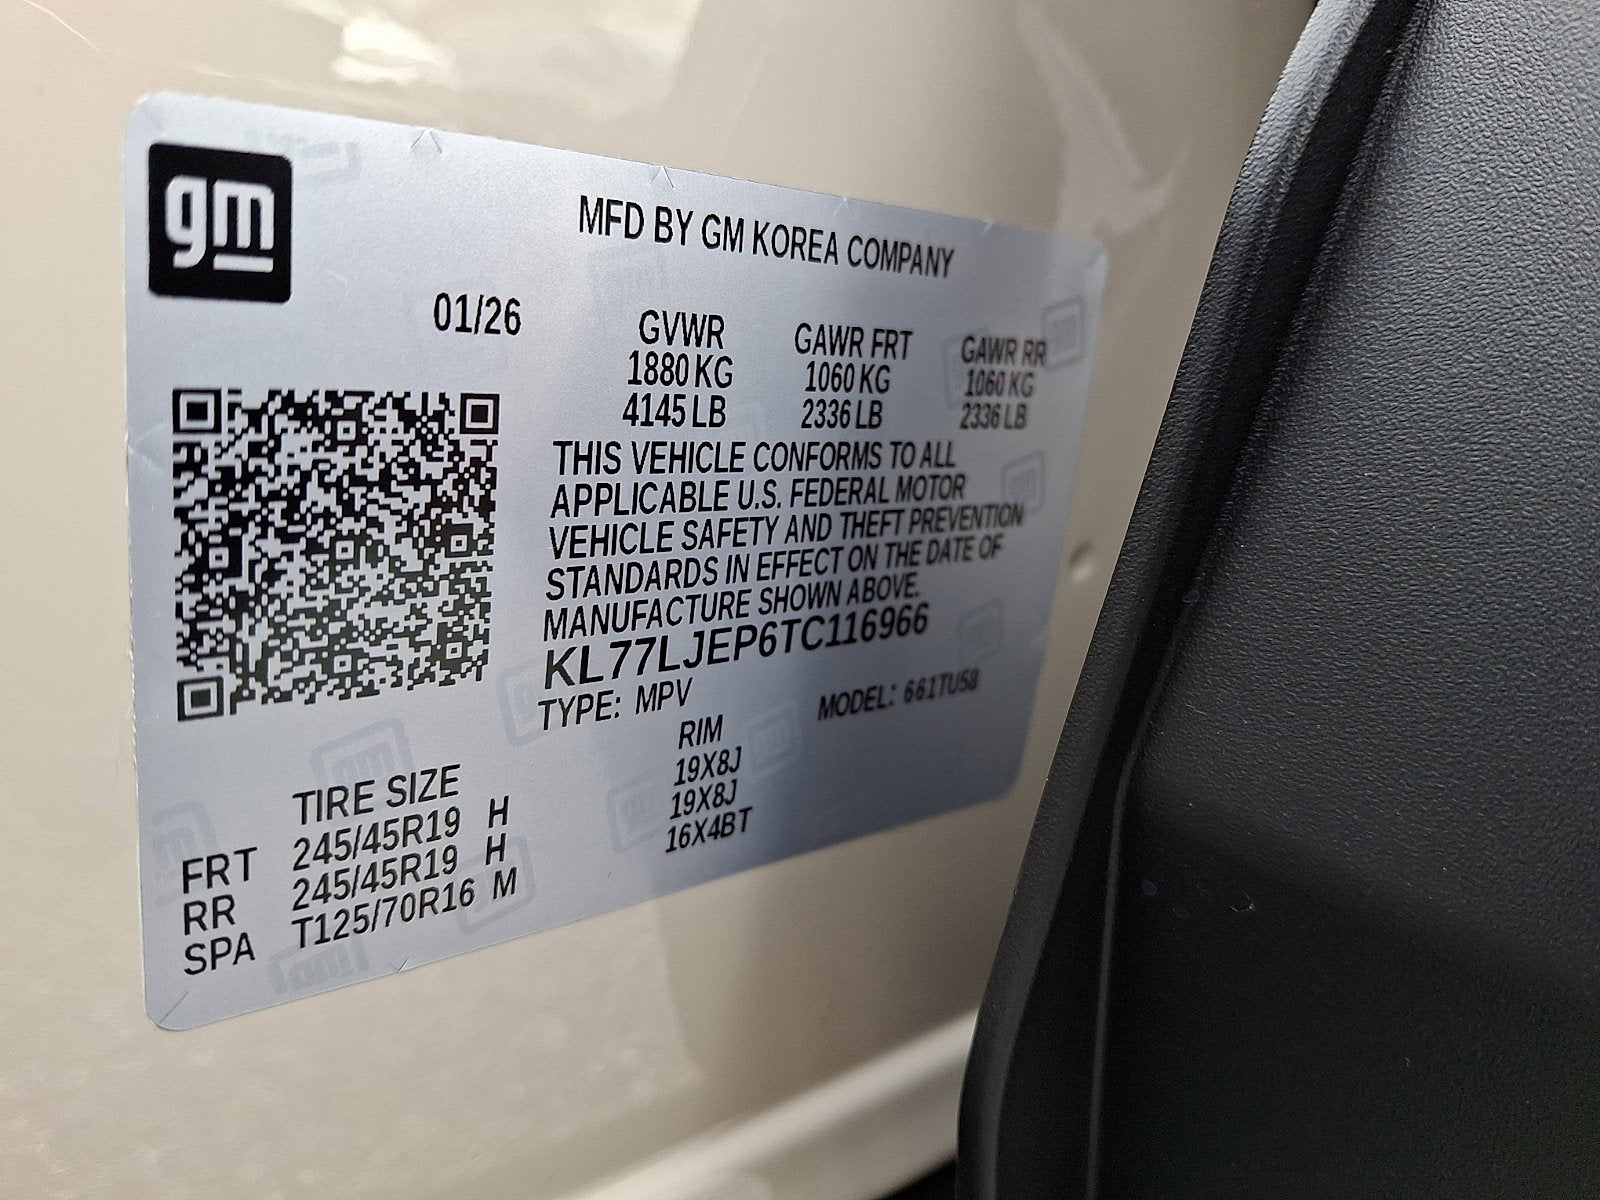 gm
MFD BY GM KOREA COMPANY
01/26
GVWR GAWR FRT GAWR RR
1880 KG 1060 KG 1060 KG
4145 LB 2336 LB 2336 LB
THIS VEHICLE CONFORMS TO ALL
APPLICABLE U.S. FEDERAL MOTOR
VEHICLE SAFETY AND THEFT PREVENTION
STANDARDS IN EFFECT ON THE DATE OF
MANUFACTURE SHOWN ABOVE.
KL77LJEP6TC116966
TYPE: MPV MODEL: 661TU58
TIRE SIZE RIM
FRT 245/45R19 H 19X8J
RR 245/45R19 H 19X8J
SPA T125/70R16 M 16X4BT